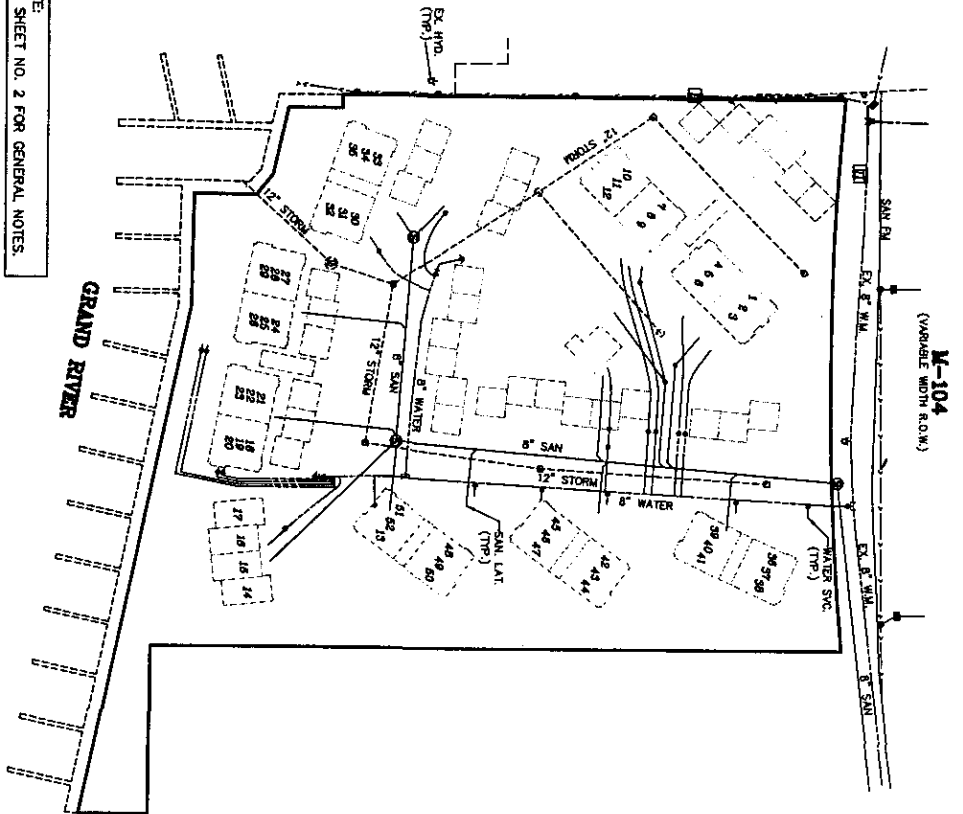 M-104
(VARIABLE WIDTH R.O.W.)
SAN FM
EX. 8" W.M.
EX. 8" W.M.
8" SAN
EX. HYD.
(TYP.)
12" STORM
10
11
12
7 8 9
4 5 6
1 2 3
33
34
35
30
31
32
12" STORM
27
28
29
24
25
26
21
22
23
18
19
20
12" STORM
8" SAN
8" WATER
8" SAN
12" STORM
8" WATER
WATER SVC.
(TYP.)
SAN. LAT.
(TYP.)
36 37 38
39 40 41
42 43 44
45 46 47
48 49 50
51 52 13
17
16
15
14
GRAND RIVER
E:
SHEET NO. 2 FOR GENERAL NOTES.